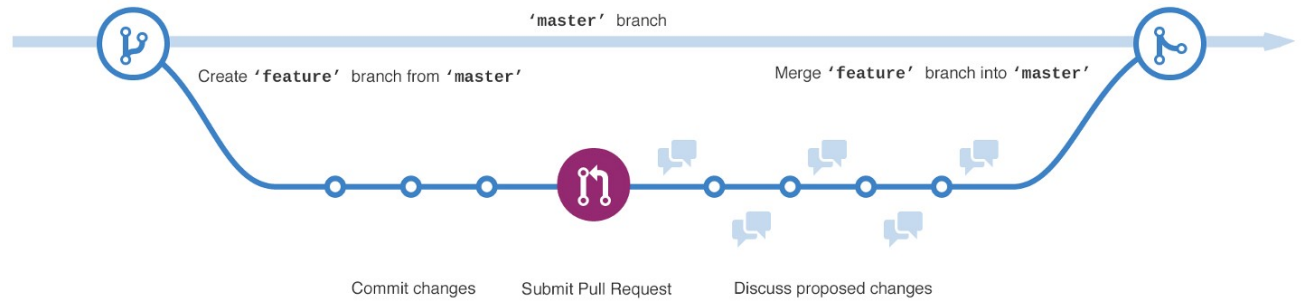 ‘master’ branch
Create ‘feature’ branch from ‘master’
Merge ‘feature’ branch into ‘master’
Commit changes
Submit Pull Request
Discuss proposed changes